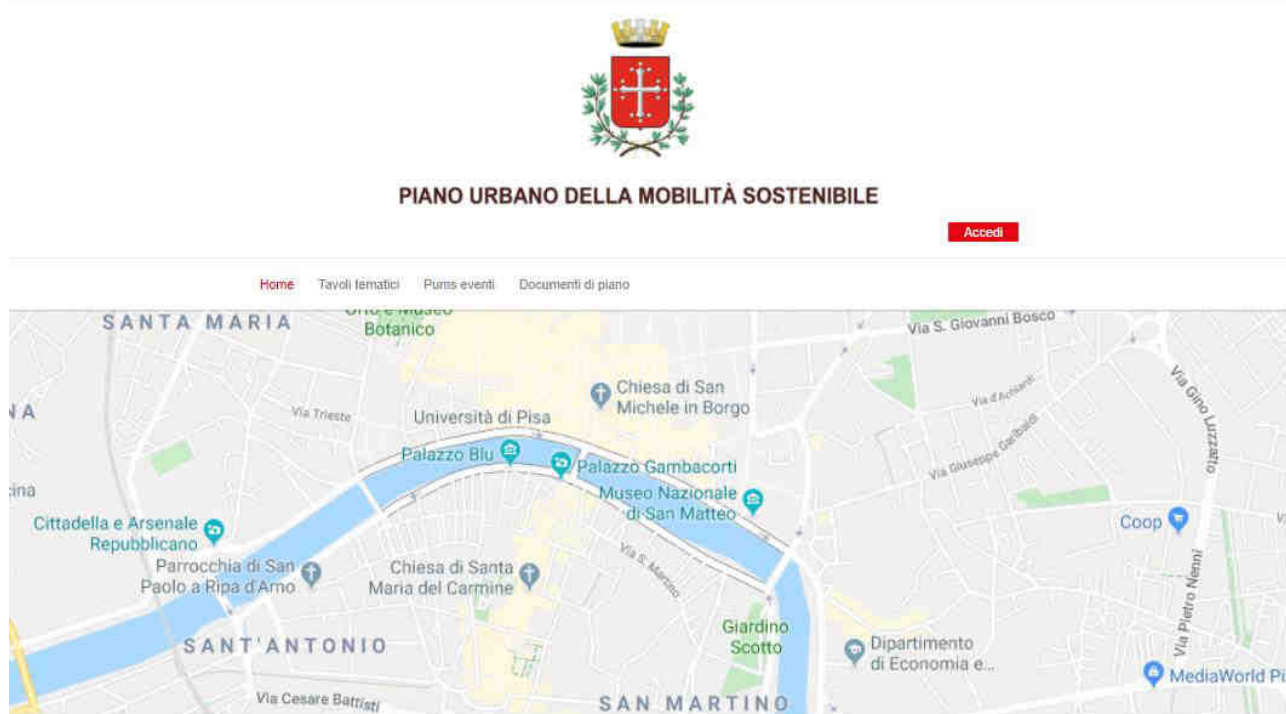 PIANO URBANO DELLA MOBILITÀ SOSTENIBILE
Accedi
Home Tavoli tematici Pums eventi Documenti di piano
SANTA MARIA
Botanico
Via S. Giovanni Bosco
Chiesa di San
Michele in Borgo
Via d'Achiardi
Via Gino Luzzatto
Via Trieste
Università di Pisa
Via Giuseppe Garibaldi
Palazzo Blu
Palazzo Gambacorti
Museo Nazionale
di San Matteo
Cittadella e Arsenale
Repubblicano
Coop
Parrocchia di San
Paolo a Ripa d'Arno
Chiesa di Santa
Maria del Carmine
Via S. Martino
Via Pietro Nenni
Giardino
Scotto
SANT'ANTONIO
Dipartimento
di Economia e...
MediaWorld Pi
Via Cesare Battisti
SAN MARTINO